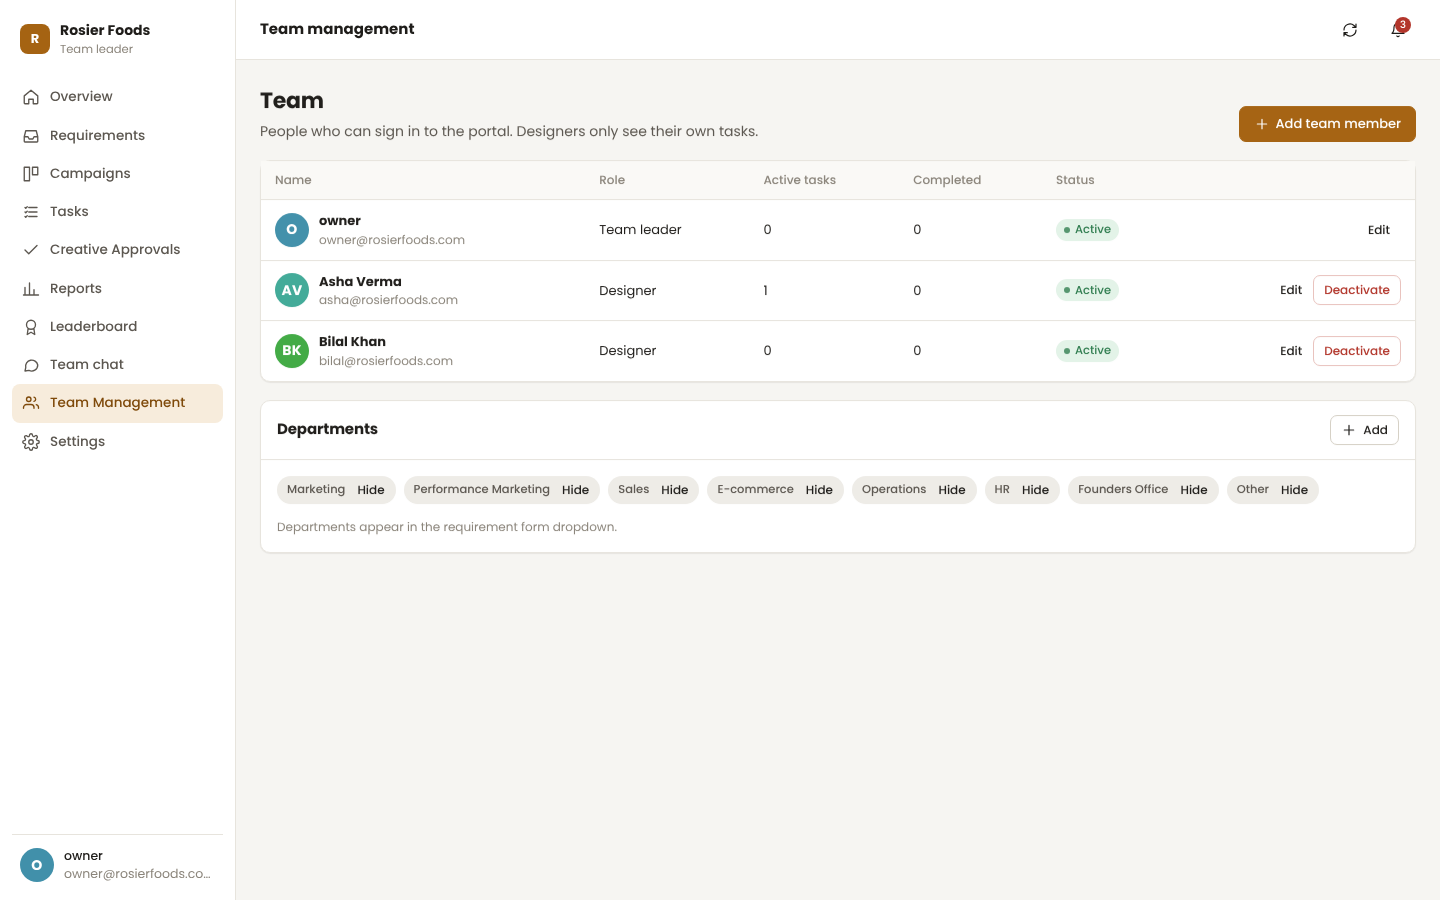 R
Rosier Foods
Team leader
Overview
Requirements
Campaigns
Tasks
Creative Approvals
Reports
Leaderboard
Team chat
Team Management
Settings
O
owner
owner@rosierfoods.co...
Team management
3
Team
People who can sign in to the portal. Designers only see their own tasks.
Add team member
Name Role Active tasks Completed Status
O owner Team leader 0 0 Active Edit
owner@rosierfoods.com
AV Asha Verma Designer 1 0 Active Edit Deactivate
asha@rosierfoods.com
BK Bilal Khan Designer 0 0 Active Edit Deactivate
bilal@rosierfoods.com
Departments
Add
Marketing Hide Performance Marketing Hide Sales Hide E-commerce Hide Operations Hide HR Hide Founders Office Hide Other Hide
Departments appear in the requirement form dropdown.